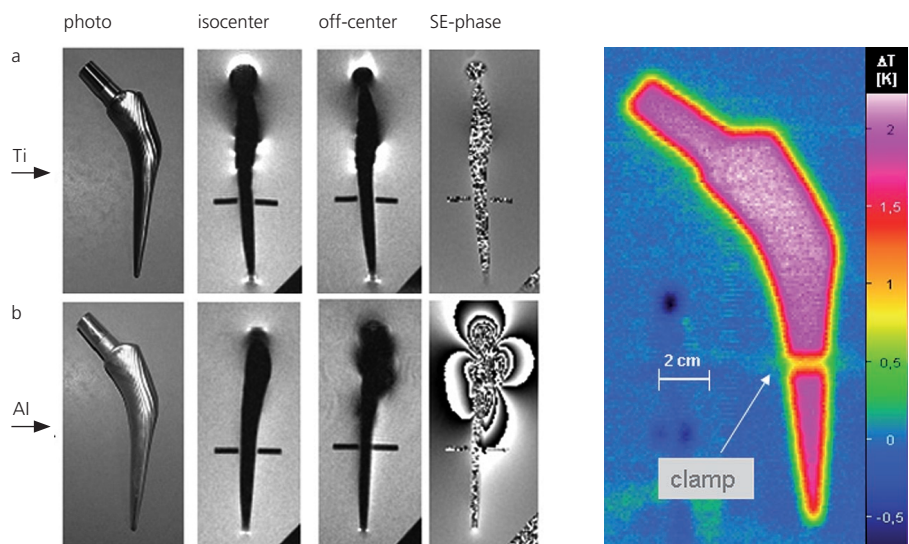 photo isocenter off-center SE-phase
a
Ti
b
Al
ΔT
[K]
2
1,5
1
0,5
0
-0,5
2 cm
clamp